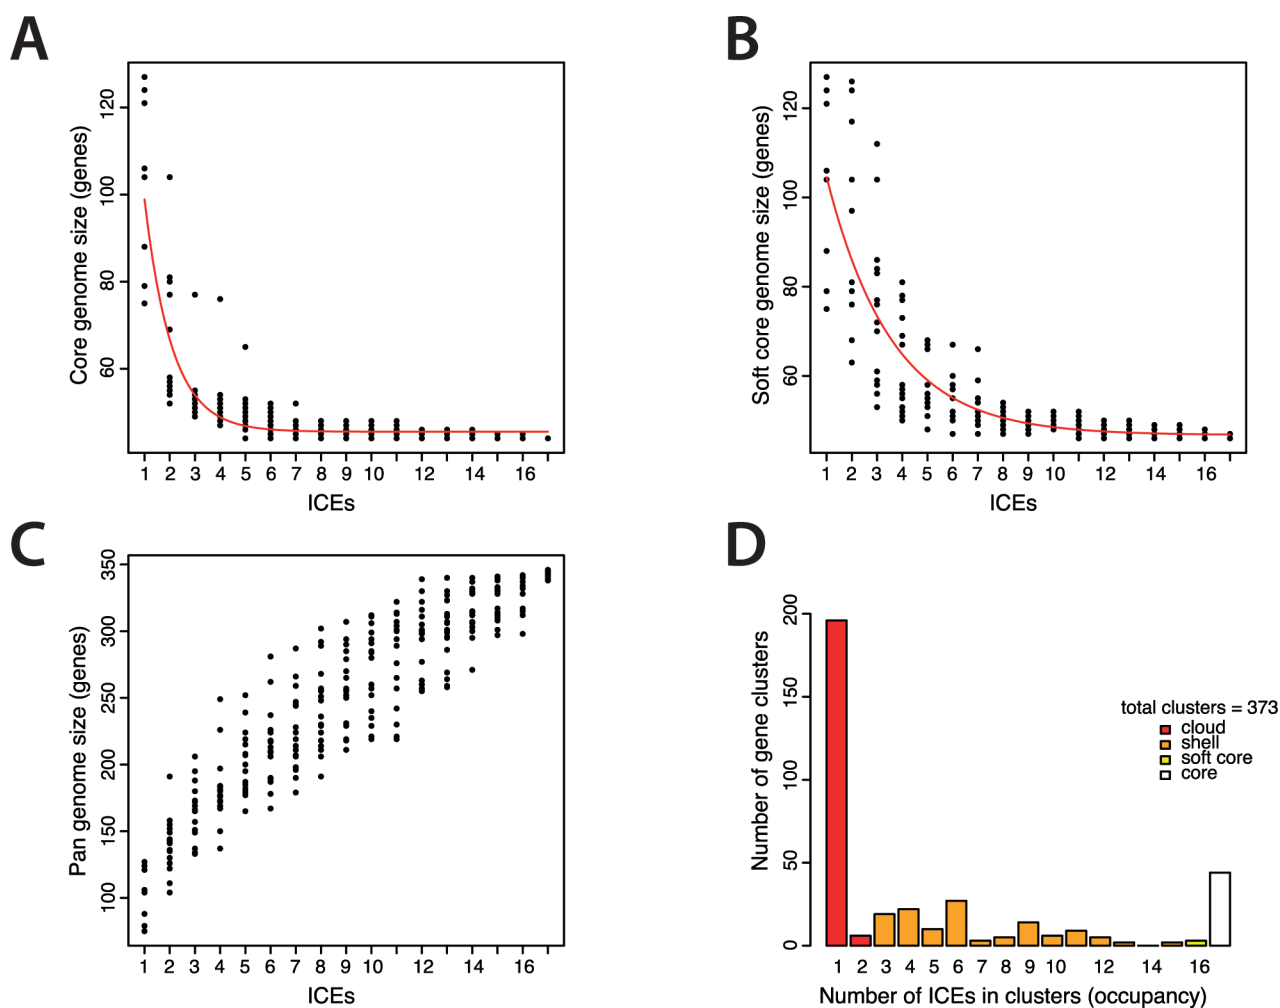 A
Core genome size (genes)
120
100
80
60
1 2 3 4 5 6 7 8 9 10 12 14 16
ICEs
B
Soft core genome size (genes)
120
100
80
60
1 2 3 4 5 6 7 8 9 10 12 14 16
ICEs
C
Pan genome size (genes)
350
300
250
200
150
100
1 2 3 4 5 6 7 8 9 10 12 14 16
ICEs
D
Number of gene clusters
200
150
100
50
0
total clusters = 373
cloud
shell
soft core
core
1 2 3 4 5 6 7 8 9 10 12 14 16
Number of ICEs in clusters (occupancy)